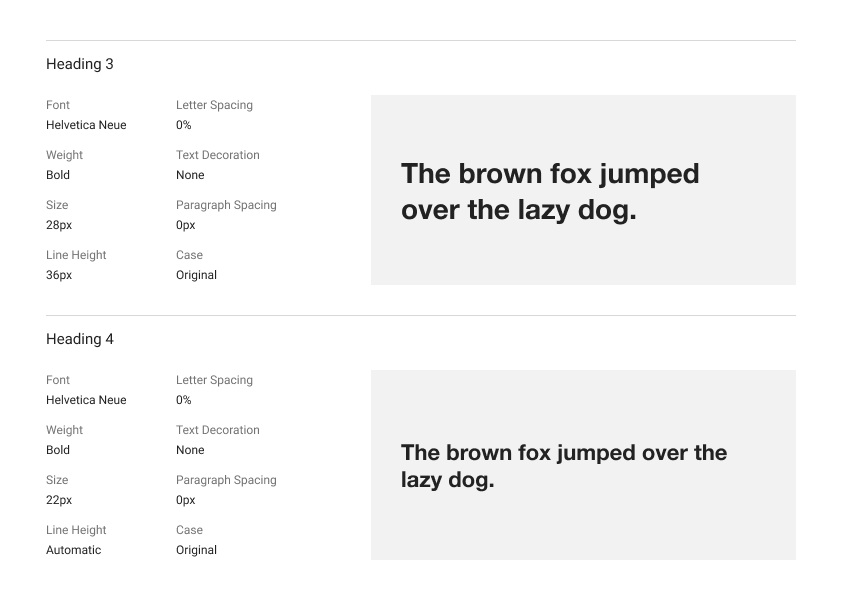 Heading 3
Font
Letter Spacing
Helvetica Neue
0%
Weight
Text Decoration
Bold
None
Size
Paragraph Spacing
28px
0px
Line Height
Case
36px
Original
The brown fox jumped
over the lazy dog.
Heading 4
Font
Letter Spacing
Helvetica Neue
0%
Weight
Text Decoration
Bold
None
Size
Paragraph Spacing
22px
0px
Line Height
Case
Automatic
Original
The brown fox jumped over the
lazy dog.